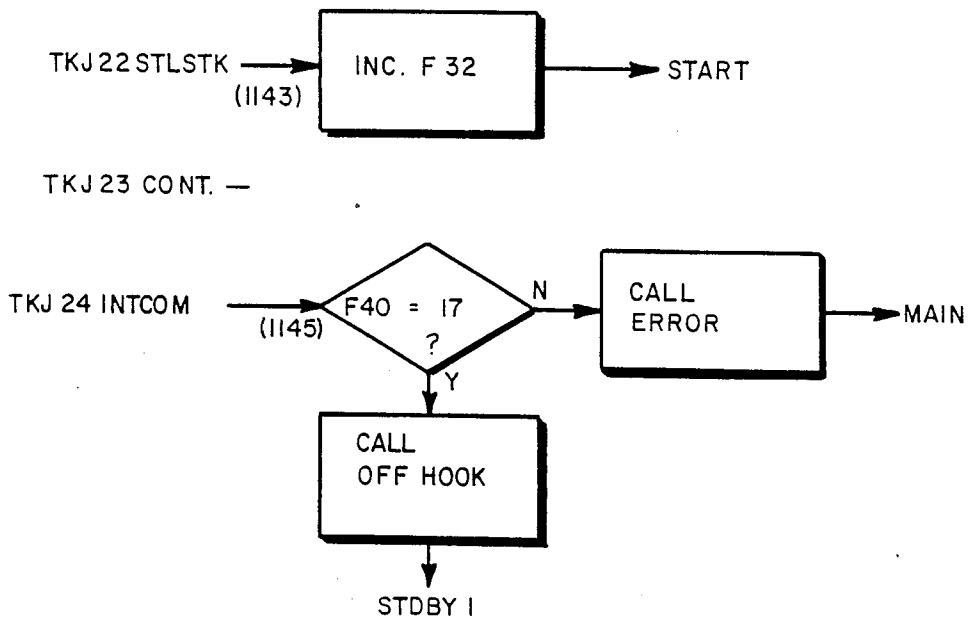 TKJ 22 STLSTK
(1143)
INC. F 32
START
TKJ 23 CONT. —
TKJ 24 INTCOM
(1145)
F40 = 17
?
N
Y
CALL
ERROR
MAIN
CALL
OFF HOOK
STDBY 1